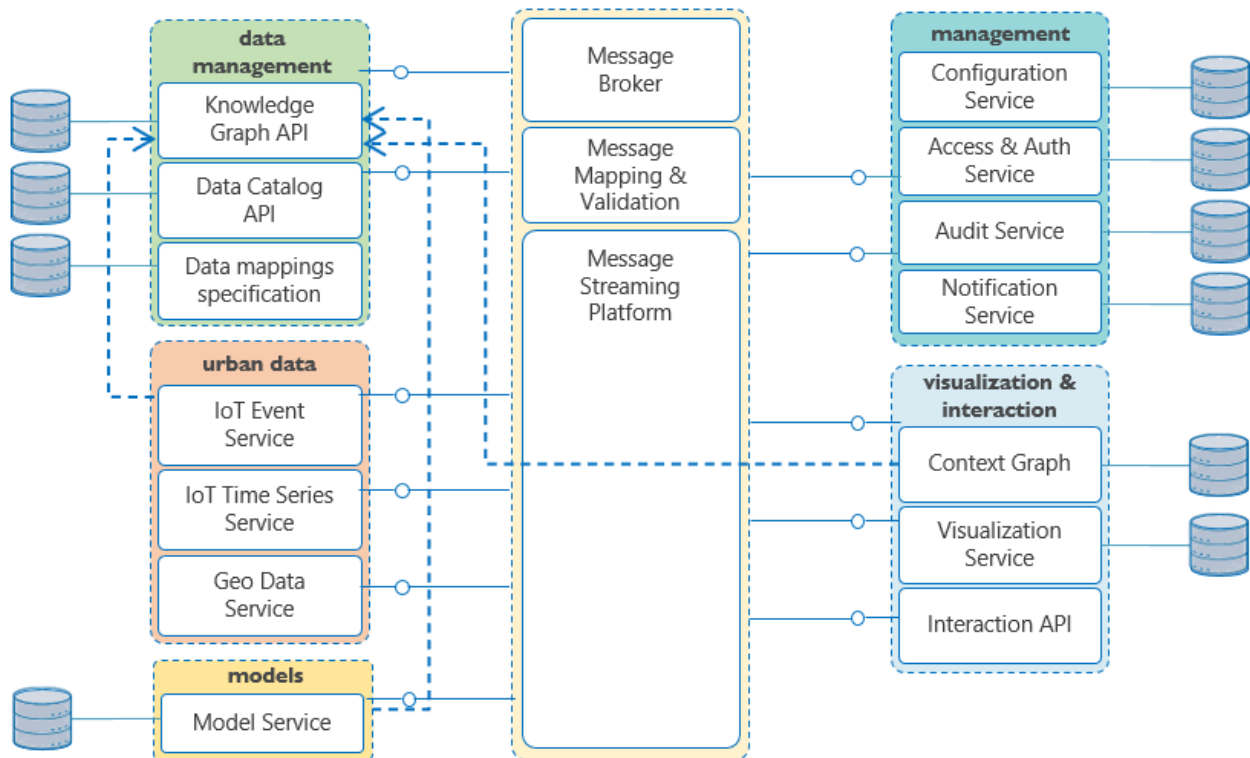 data
management
Knowledge
Graph API
Data Catalog
API
Data mappings
specification
urban data
IoT Event
Service
IoT Time Series
Service
Geo Data
Service
models
Model Service
Message
Broker
Message
Mapping &
Validation
Message
Streaming
Platform
management
Configuration
Service
Access & Auth
Service
Audit Service
Notification
Service
visualization &
interaction
Context Graph
Visualization
Service
Interaction API